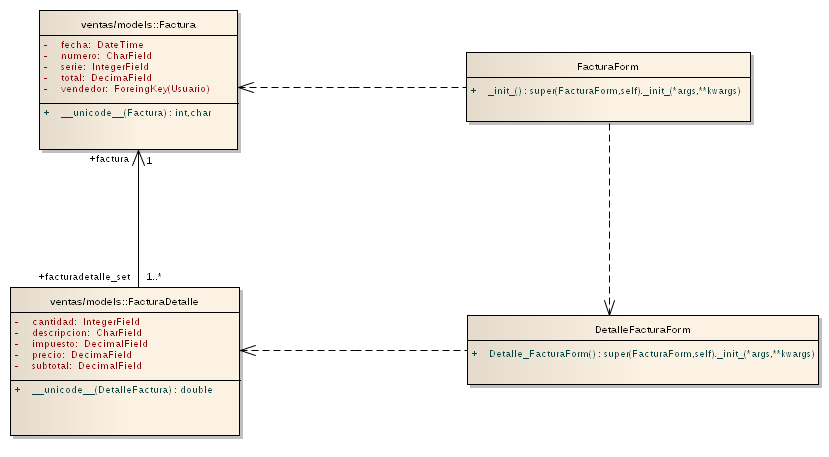 ventas/models::Factura
- fecha: DateTime
- numero: CharField
- serie: IntegerField
- total: DecimaField
- vendedor: ForeingKey(Usuario)
+ __unicode__(Factura) : int,char
FacturaForm
+ _init_() : super(FacturaForm,self)._init_(*args,**kwargs)
+factura 1
+facturadetalle_set 1..*
ventas/models::FacturaDetalle
- cantidad: IntegerField
- descripcion: CharField
- impuesto: DecimalField
- precio: DecimaField
- subtotal: DecimalField
+ __unicode__(DetalleFactura) : double
DetalleFacturaForm
+ Detalle_FacturaForm() : super(FacturaForm,self)._init_(*args,**kwargs)